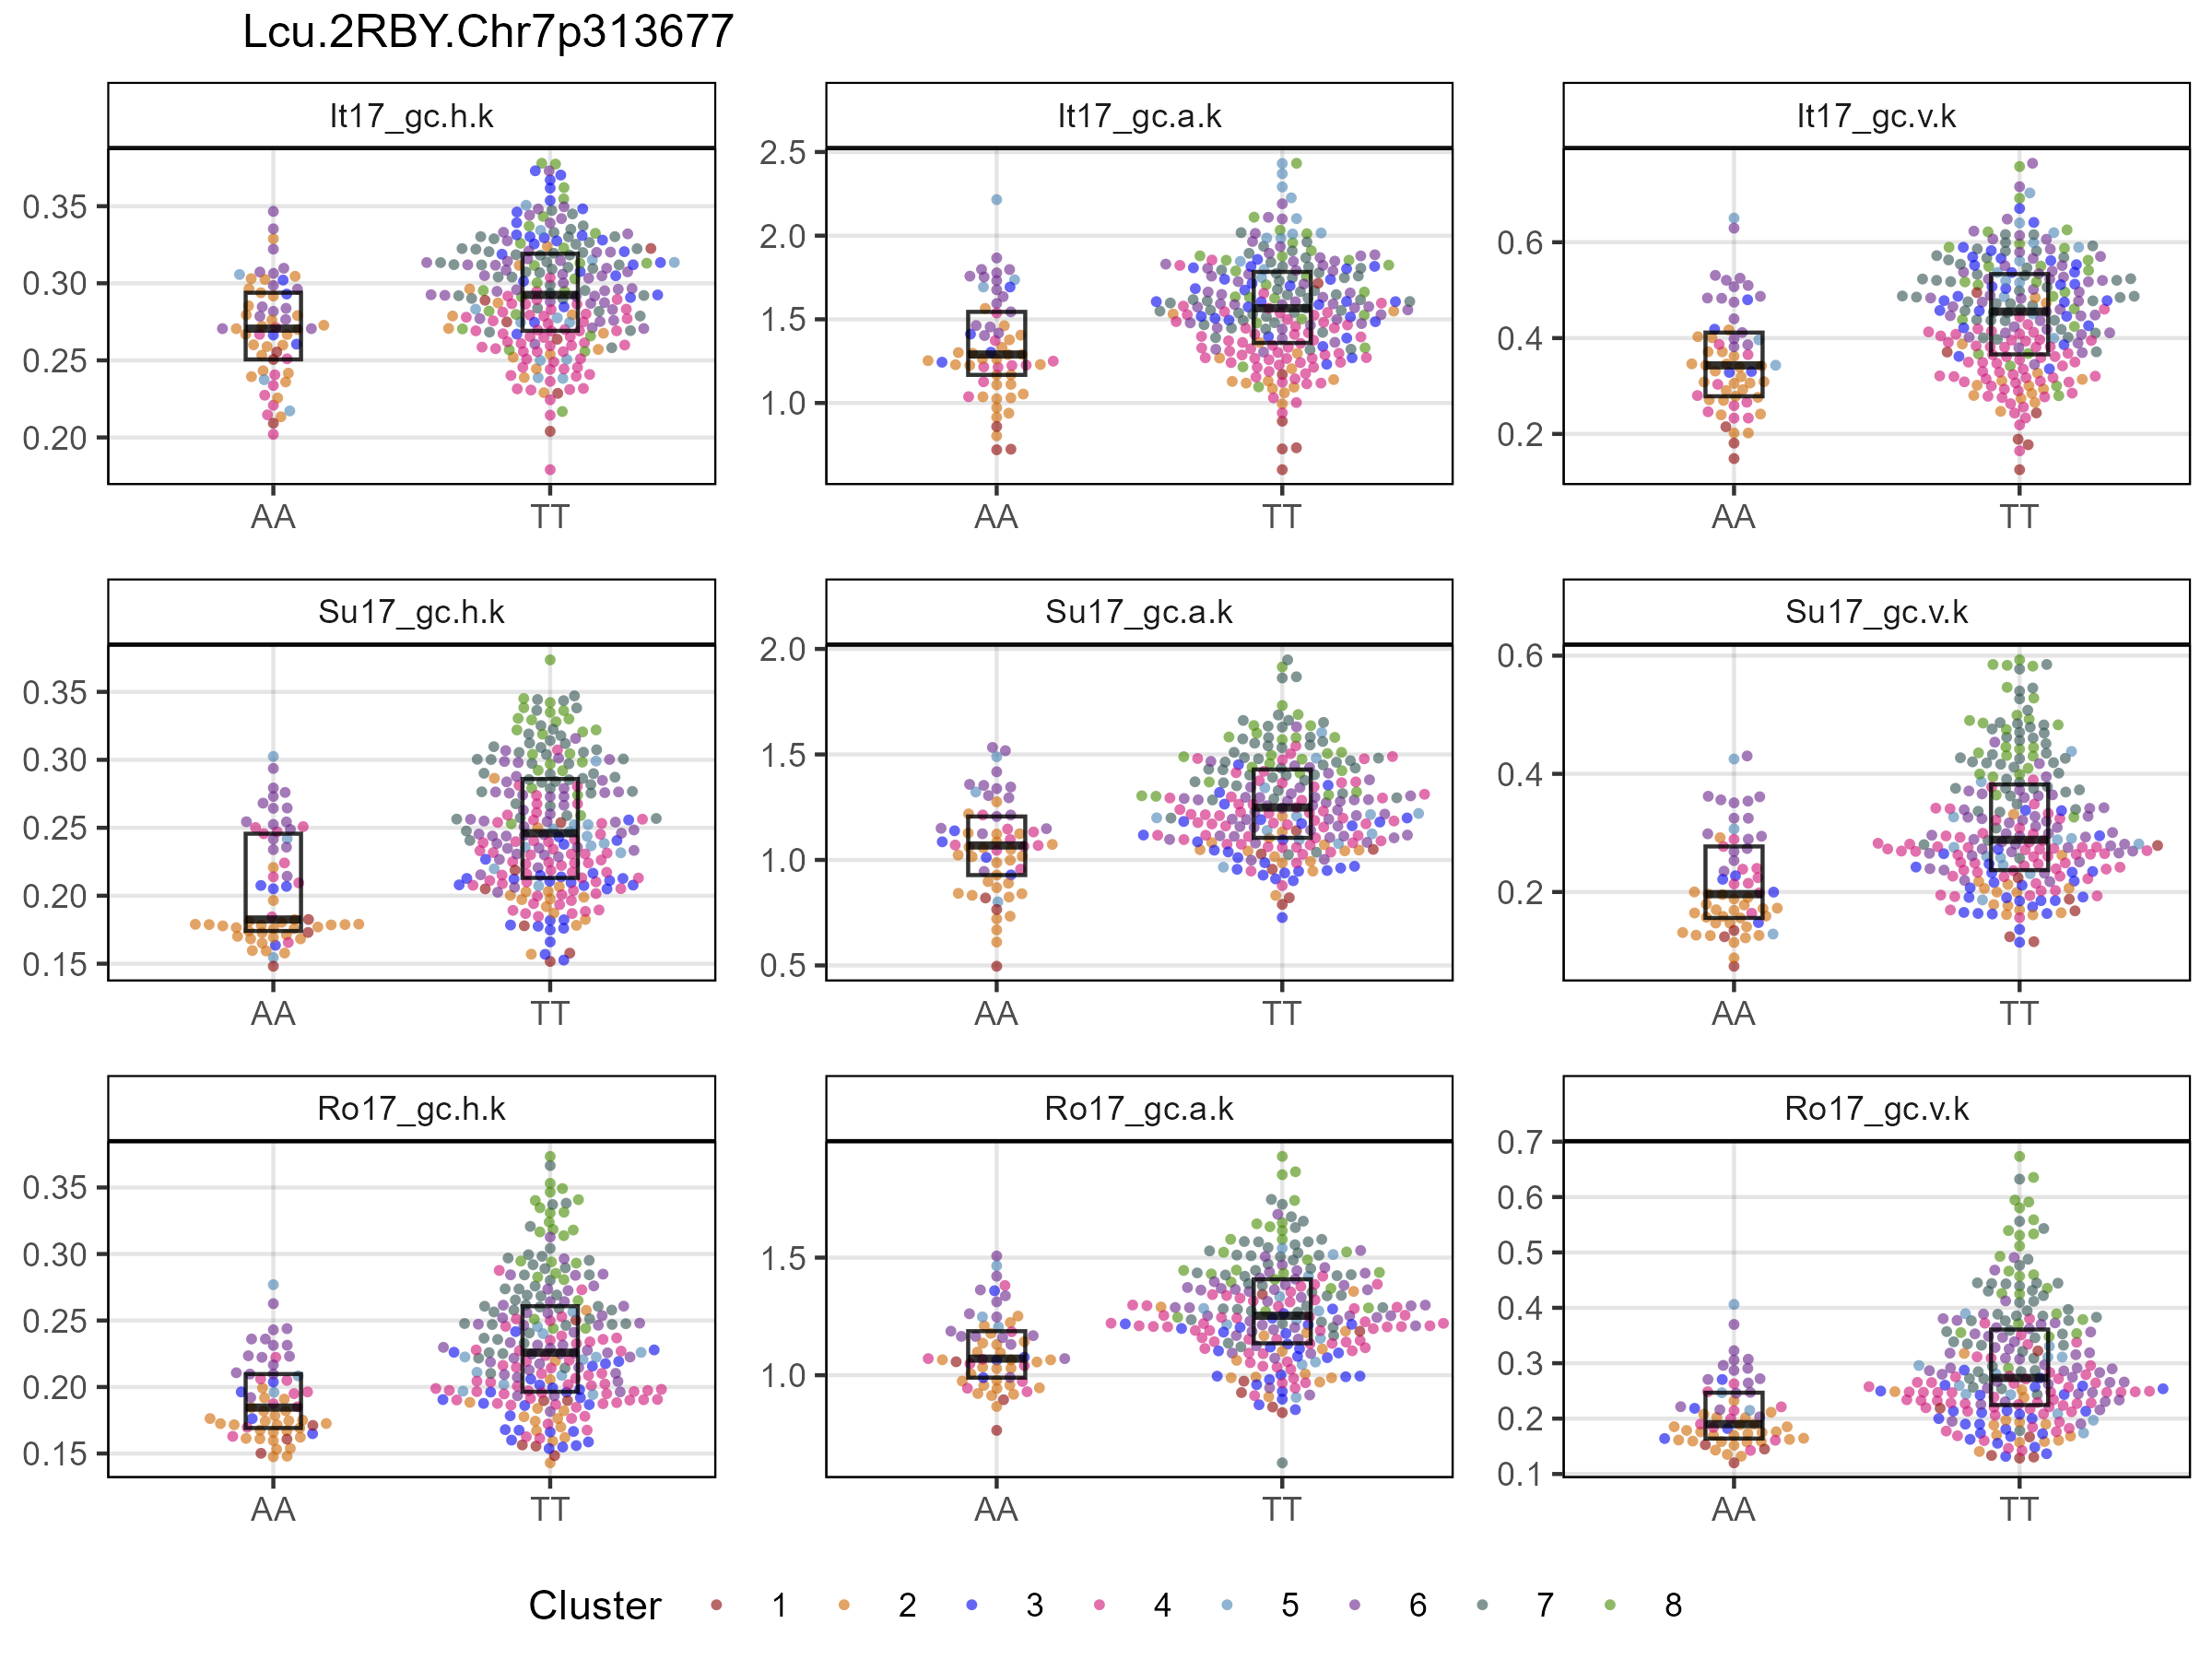 Lcu.2RBY.Chr7p313677
It17_gc.h.k
It17_gc.a.k
It17_gc.v.k
0.35
0.30
0.25
0.20
2.5
2.0
1.5
1.0
0.6
0.4
0.2
AA TT
AA TT
AA TT
Su17_gc.h.k
Su17_gc.a.k
Su17_gc.v.k
0.35
0.30
0.25
0.20
0.15
2.0
1.5
1.0
0.5
0.6
0.4
0.2
AA TT
AA TT
AA TT
Ro17_gc.h.k
Ro17_gc.a.k
Ro17_gc.v.k
0.35
0.30
0.25
0.20
0.15
1.5
1.0
0.7
0.6
0.5
0.4
0.3
0.2
0.1
AA TT
AA TT
AA TT
Cluster 1 2 3 4 5 6 7 8